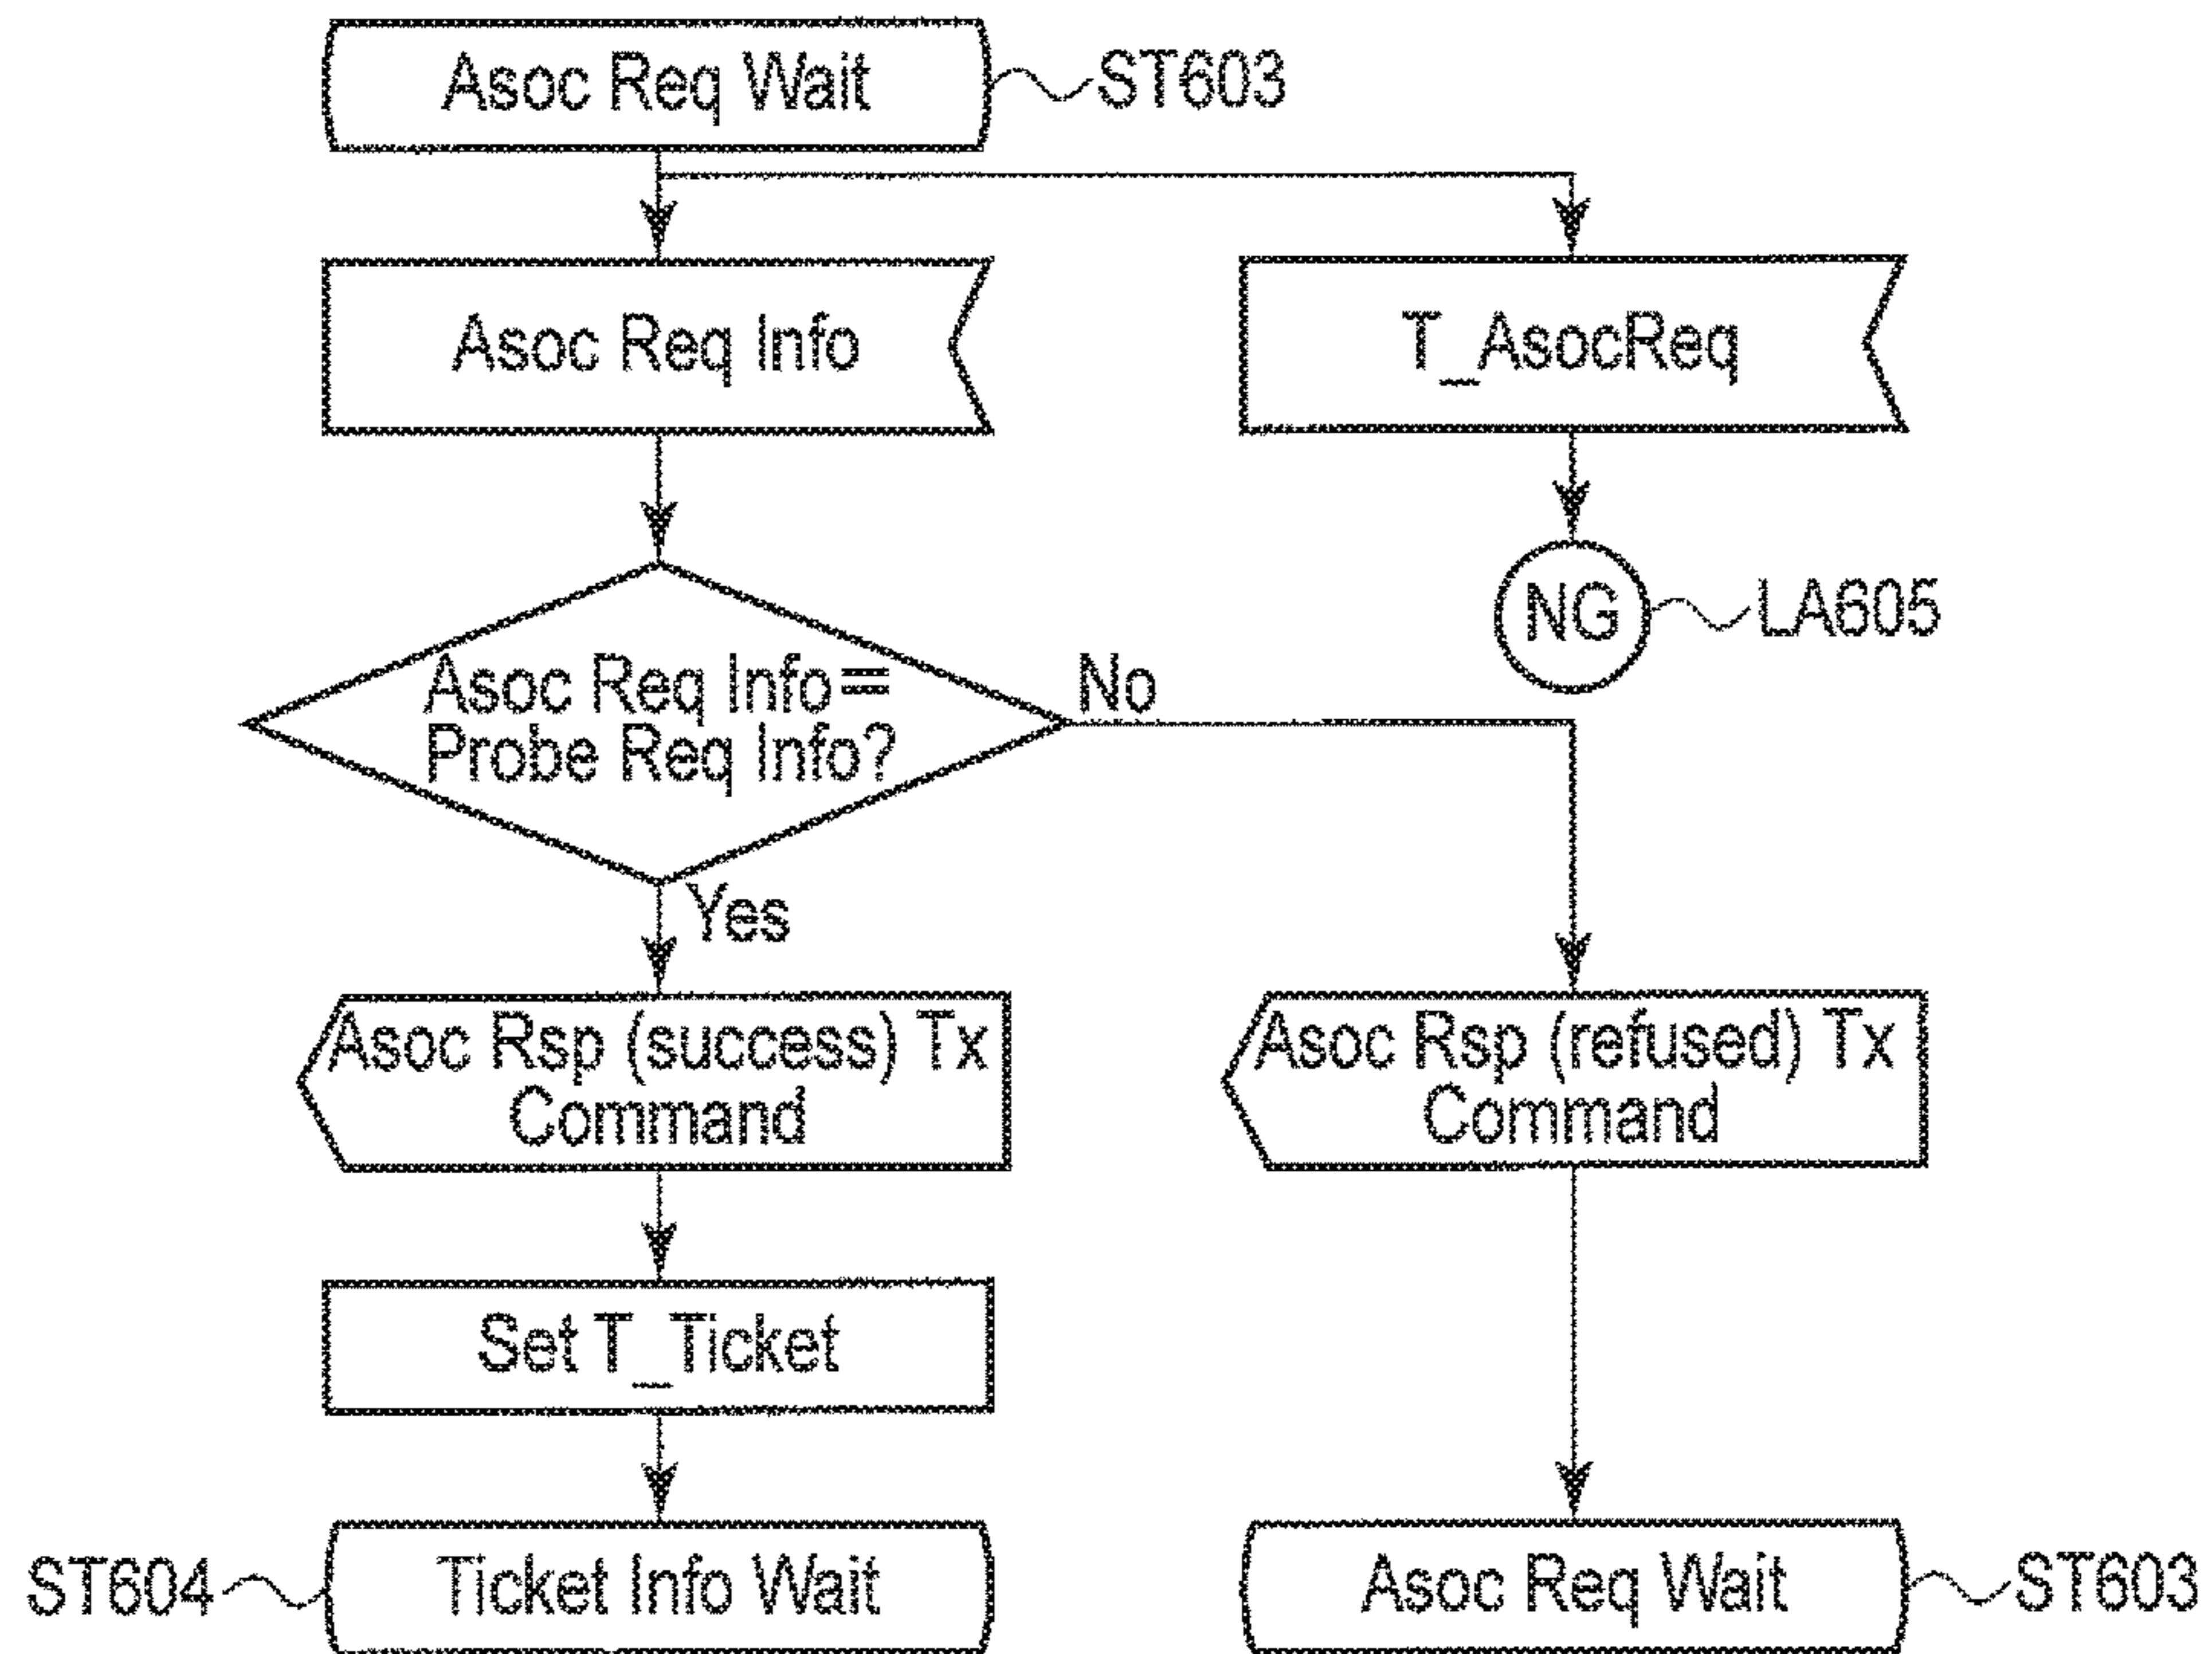 Asoc Req Wait
ST603
Asoc Req Info
T_AsocReq
NG
LA605
Asoc Req Info=
Probe Req Info?
No
Yes
Asoc Rsp (success) Tx
Command
Asoc Rsp (refused) Tx
Command
Set T_Ticket
ST604
Ticket Info Wait
Asoc Req Wait
ST603